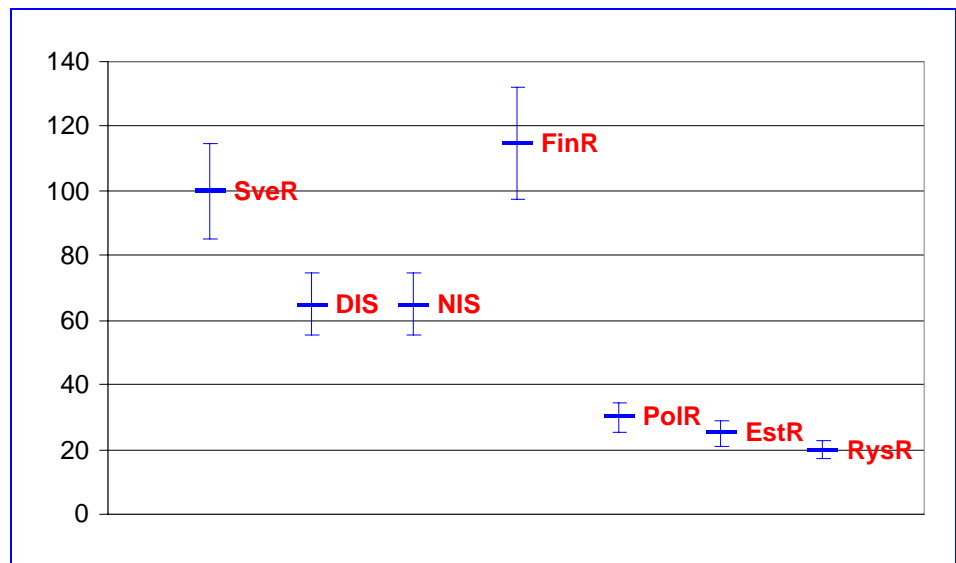 140
120
FinR
100
SveR
80
60
DIS
NIS
40
PolR
EstR
20
RysR
0